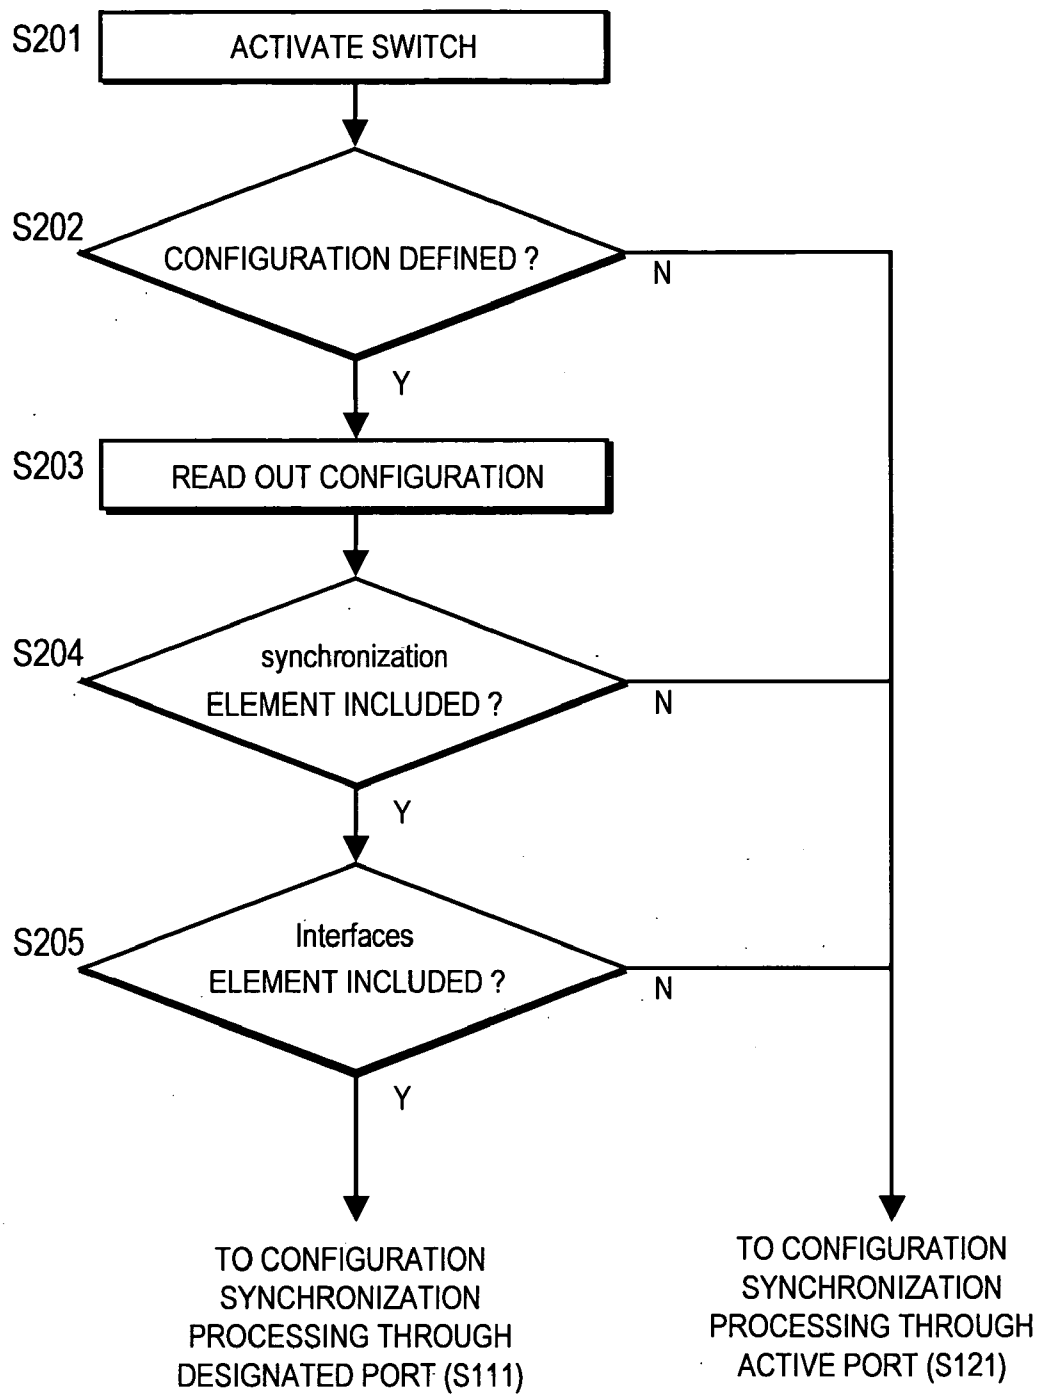 S201
ACTIVATE SWITCH
S202
CONFIGURATION DEFINED ?
N
Y
S203
READ OUT CONFIGURATION
S204
synchronization
ELEMENT INCLUDED ?
N
Y
S205
Interfaces
ELEMENT INCLUDED ?
N
Y
TO CONFIGURATION
SYNCHRONIZATION
PROCESSING THROUGH
DESIGNATED PORT (S111)
TO CONFIGURATION
SYNCHRONIZATION
PROCESSING THROUGH
ACTIVE PORT (S121)